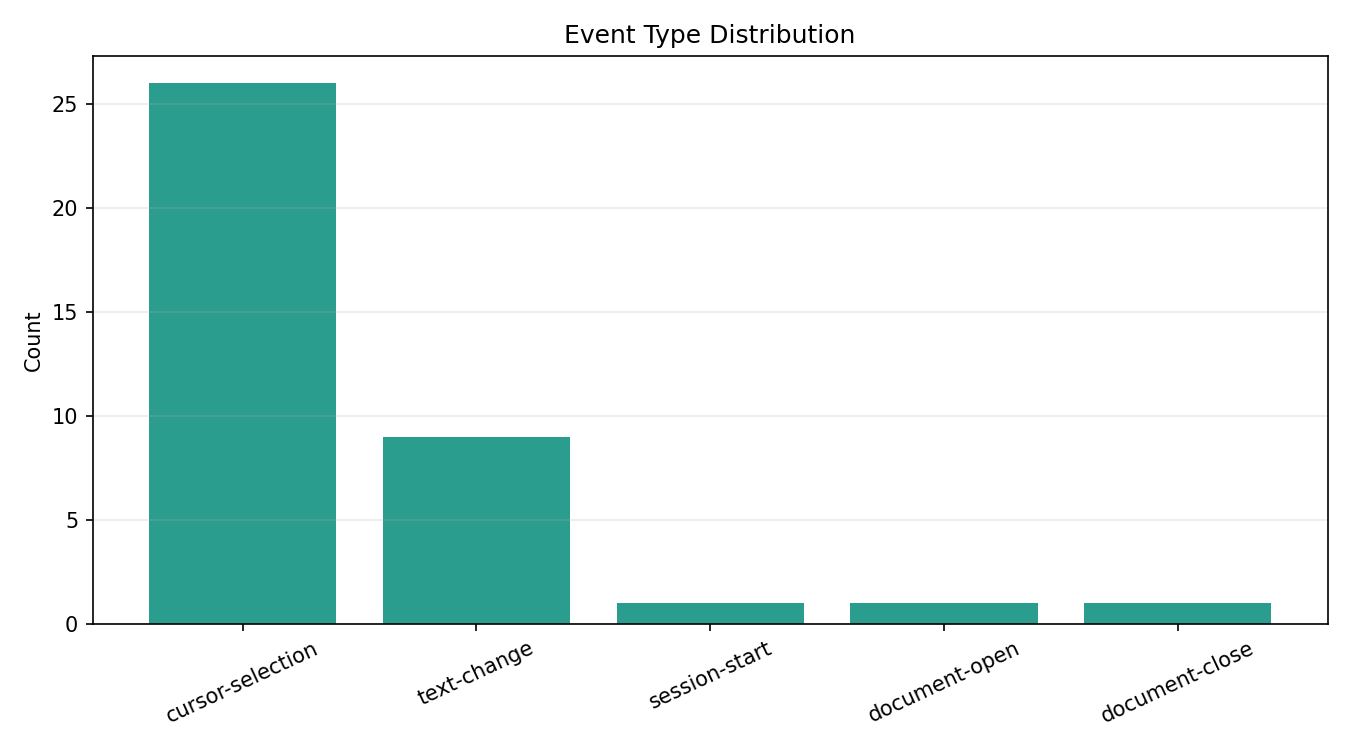 Event Type Distribution
Count
25
20
15
10
5
0
cursor-selection
text-change
session-start
document-open
document-close